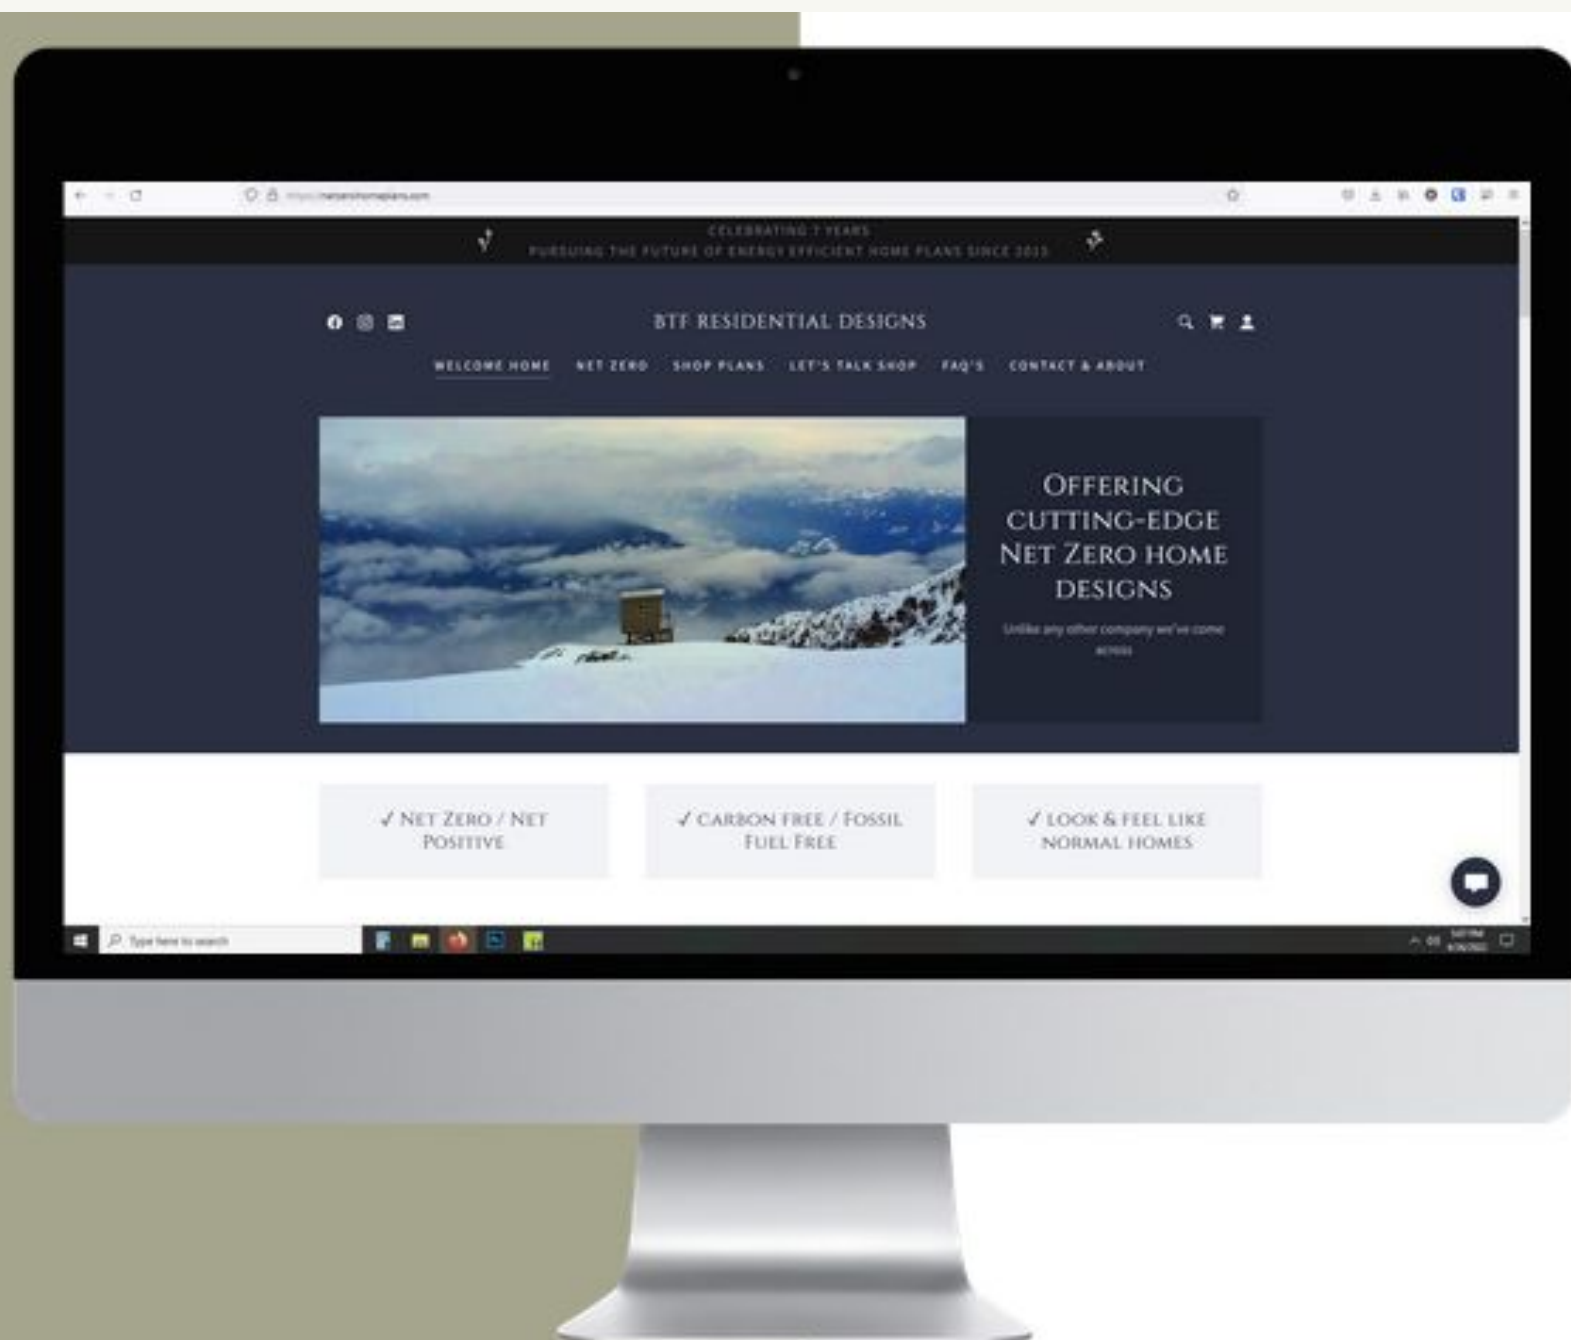 CELEBRATING 7 YEARS
PURSUING THE FUTURE OF ENERGY EFFICIENT HOME PLANS SINCE 2015
BTF RESIDENTIAL DESIGNS
WELCOME HOME NET ZERO SHOP PLANS LET'S TALK SHOP FAQ'S CONTACT & ABOUT
OFFERING
CUTTING-EDGE
NET ZERO HOME
DESIGNS
Unlike any other company we've come
across
✓ NET ZERO / NET
POSITIVE
✓ CARBON FREE / FOSSIL
FUEL FREE
✓ LOOK & FEEL LIKE
NORMAL HOMES
Type here to search